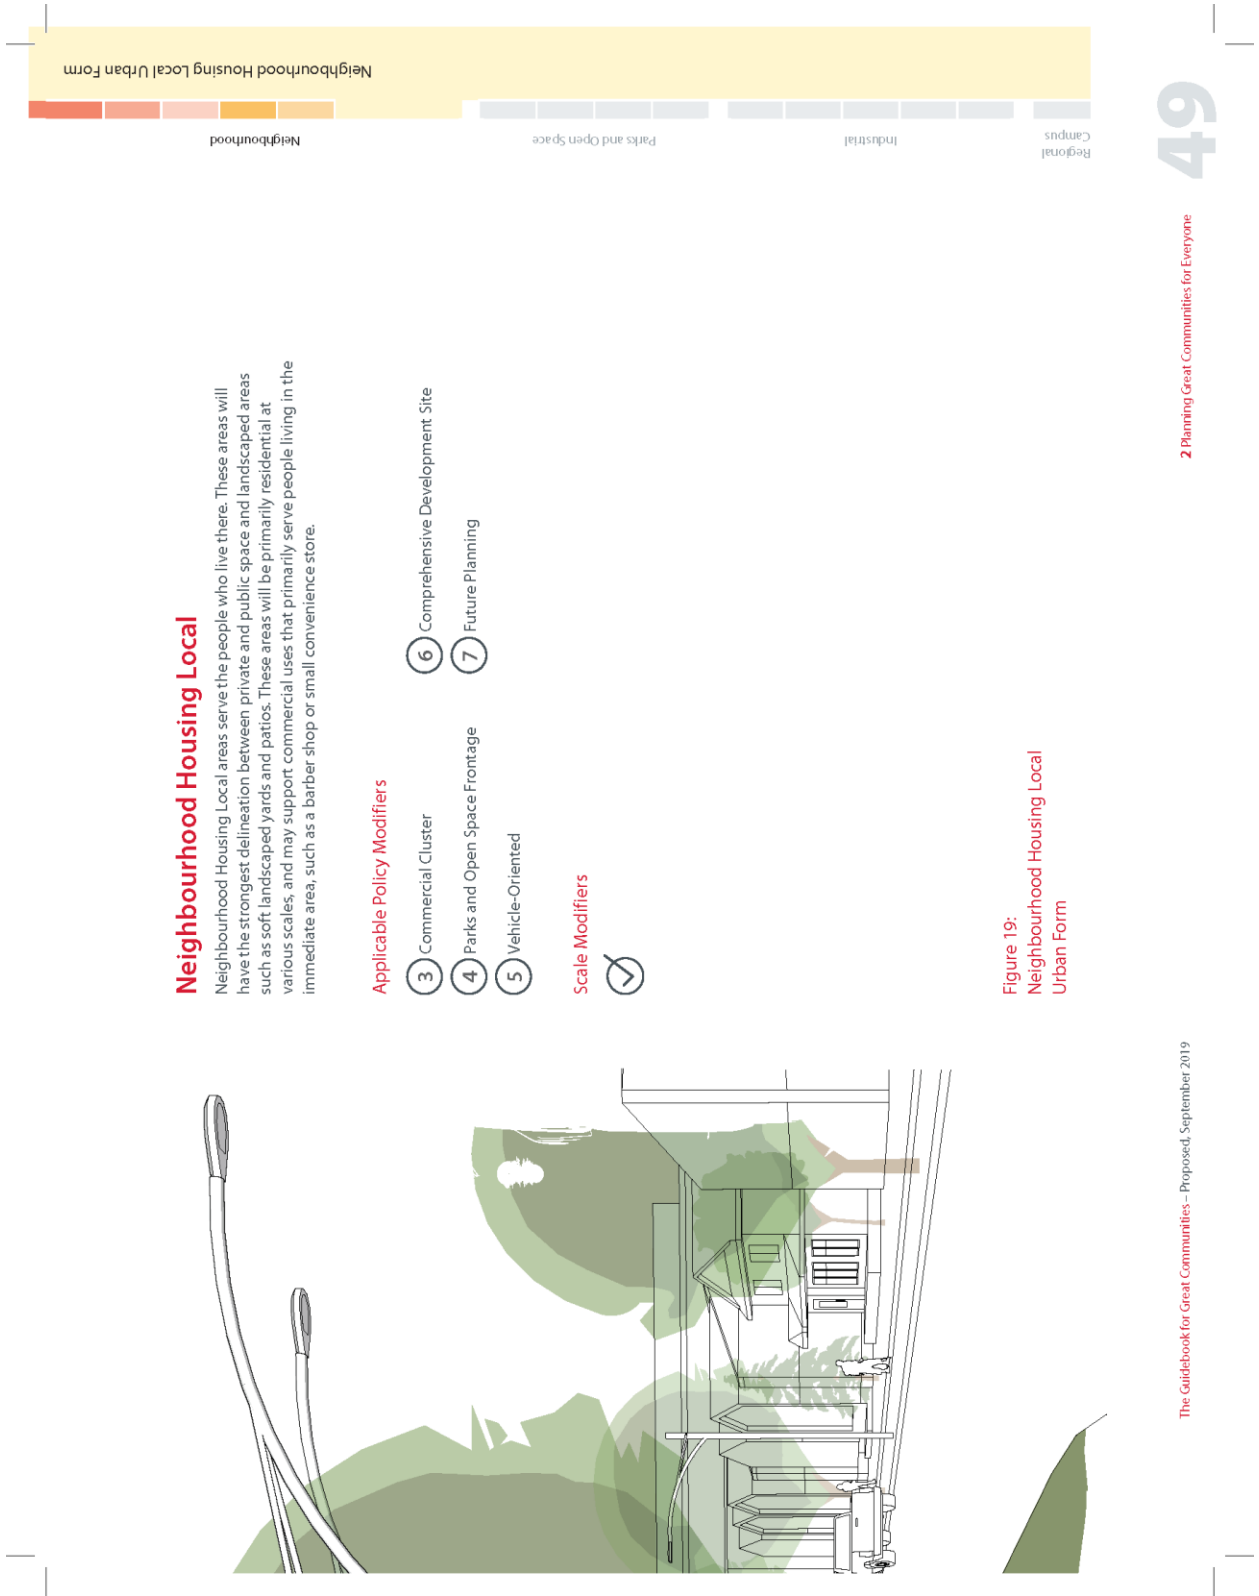 Neighbourhood Housing Local
Neighbourhood Housing Local areas serve the people who live there. These areas will
have the strongest delineation between private and public space and landscaped areas
such as soft landscaped yards and patios. These areas will be primarily residential at
various scales, and may support commercial uses that primarily serve people living in the
immediate area, such as a barber shop or small convenience store.
Applicable Policy Modifiers
3 Commercial Cluster
4 Parks and Open Space Frontage
5 Vehicle-Oriented
6 Comprehensive Development Site
7 Future Planning
Scale Modifiers
Figure 19:
Neighbourhood Housing Local
Urban Form
The Guidebook for Great Communities – Proposed, September 2019
2 Planning Great Communities for Everyone
49
Neighbourhood Housing Local Urban Form
Neighbourhood
Parks and Open Space
Industrial
Regional
Campus